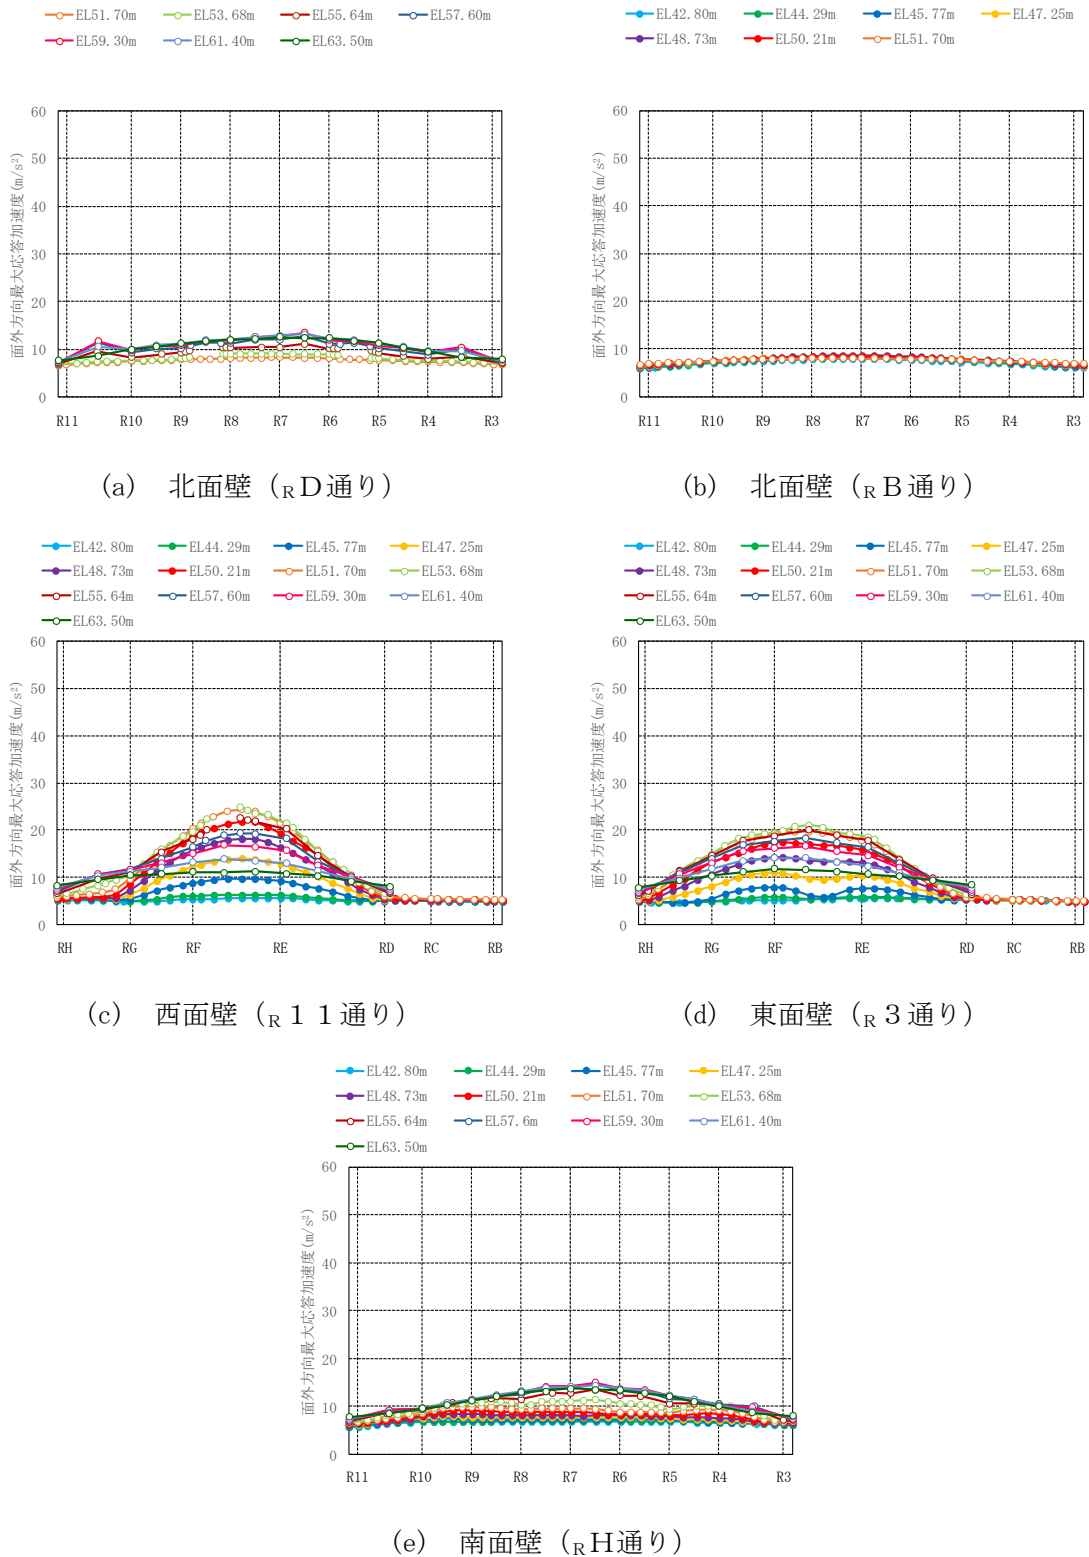 EL51.70m EL53.68m EL55.64m EL57.60m
EL59.30m EL61.40m EL63.50m
面外方向最大応答加速度(m/s²)
60
50
40
30
20
10
0
R11 R10 R9 R8 R7 R6 R5 R4 R3
(a) 北面壁（RD通り）
EL42.80m EL44.29m EL45.77m EL47.25m
EL48.73m EL50.21m EL51.70m
面外方向最大応答加速度(m/s²)
60
50
40
30
20
10
0
R11 R10 R9 R8 R7 R6 R5 R4 R3
(b) 北面壁（RB通り）
EL42.80m EL44.29m EL45.77m EL47.25m
EL48.73m EL50.21m EL51.70m EL53.68m
EL55.64m EL57.60m EL59.30m EL61.40m
EL63.50m
面外方向最大応答加速度(m/s²)
60
50
40
30
20
10
0
RH RG RF RE RD RC RB
(c) 西面壁（R１１通り）
EL42.80m EL44.29m EL45.77m EL47.25m
EL48.73m EL50.21m EL51.70m EL53.68m
EL55.64m EL57.60m EL59.30m EL61.40m
EL63.50m
面外方向最大応答加速度(m/s²)
60
50
40
30
20
10
0
RH RG RF RE RD RC RB
(d) 東面壁（R３通り）
EL42.80m EL44.29m EL45.77m EL47.25m
EL48.73m EL50.21m EL51.70m EL53.68m
EL55.64m EL57.6m EL59.30m EL61.40m
EL63.50m
面外方向最大応答加速度(m/s²)
60
50
40
30
20
10
0
R11 R10 R9 R8 R7 R6 R5 R4 R3
(e) 南面壁（RH通り）